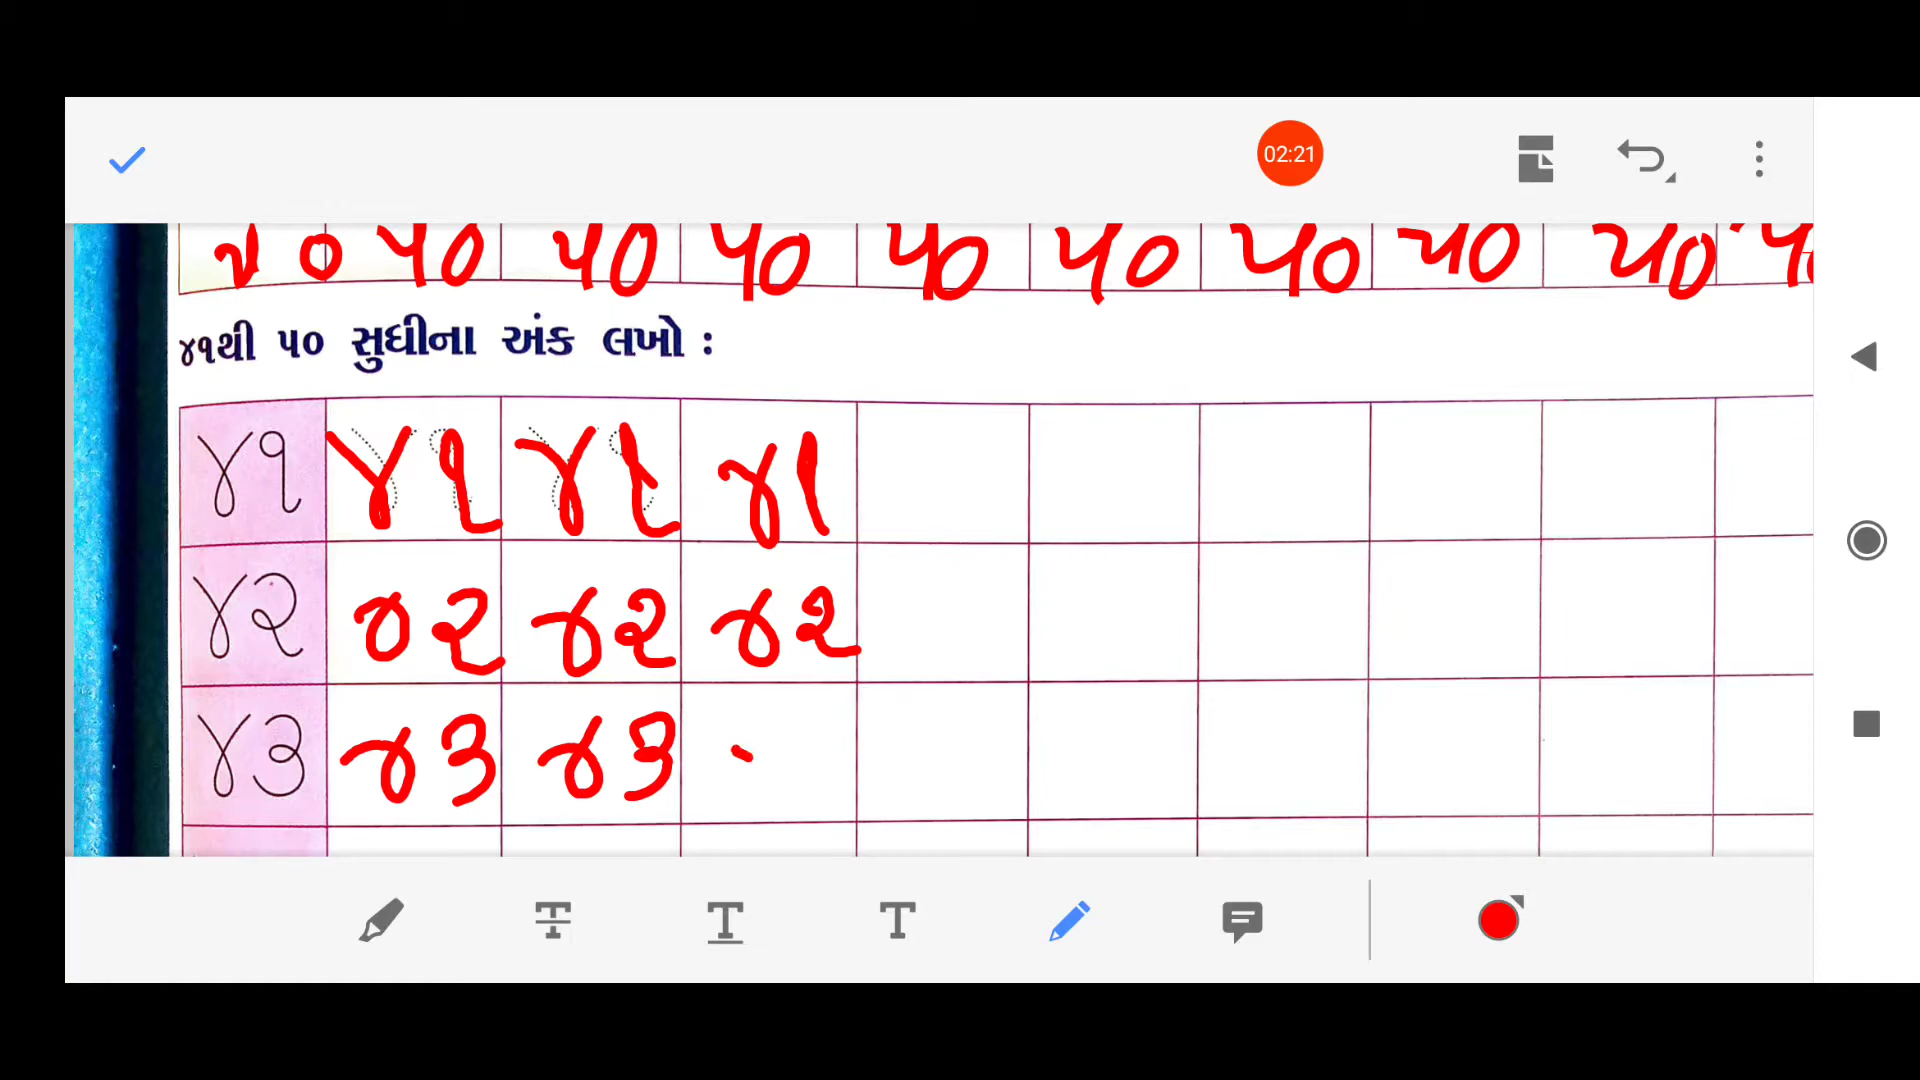 02:21
૫૦ ૫૦ ૫૦ ૫૦ ૫૦ ૫૦ ૫૦ ૫૦ ૫૦
૪૧થી ૫૦ સુધીના અંક લખો :
૪૧ ૪૧ ૪૧ ૪૧
૪૨ ૪૨ ૪૨ ૪૨
૪૩ ૪૩ ૪૩